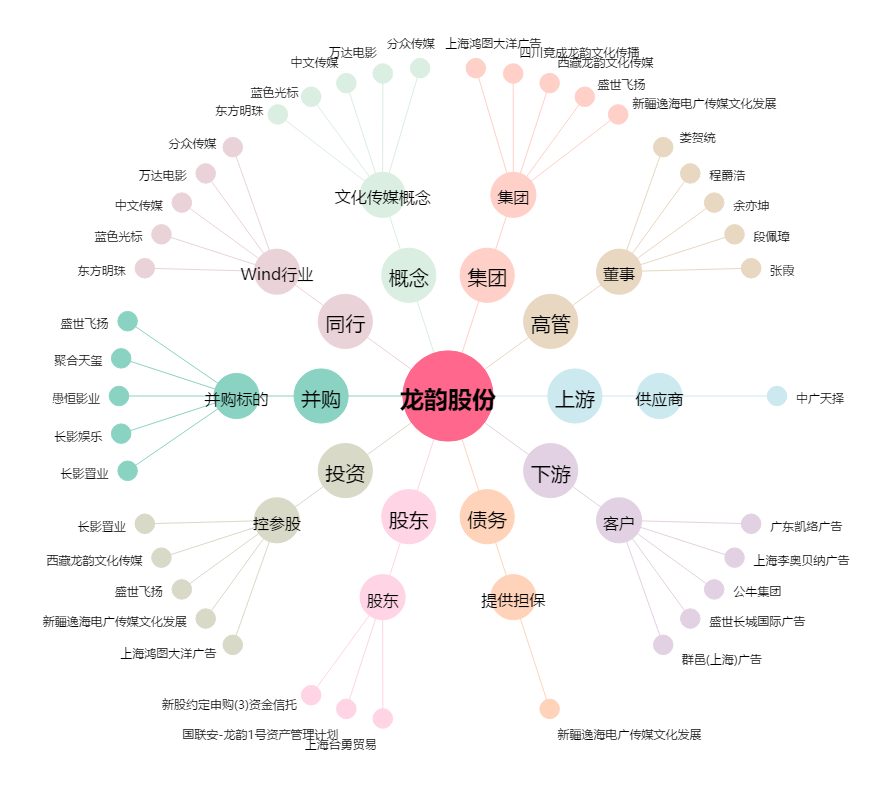 分众传媒
万达电影
中文传媒
蓝色光标
东方明珠
文化传媒概念
概念
上海鸿图大洋广告
四川竟成龙韵文化传播
西藏龙韵文化传媒
盛世飞扬
新疆逸海电广传媒文化发展
集团
集团
娄贺统
程爵浩
余亦坤
段佩璋
张霞
董事
高管
分众传媒
万达电影
中文传媒
蓝色光标
东方明珠
Wind行业
同行
盛世飞扬
聚合天玺
愚恒影业
长影娱乐
长影置业
并购标的
并购
龙韵股份
上游
供应商
中广天择
投资
控参股
长影置业
西藏龙韵文化传媒
盛世飞扬
新疆逸海电广传媒文化发展
上海鸿图大洋广告
股东
股东
新股约定申购(3)资金信托
国联安-龙韵1号资产管理计划
上海台勇贸易
债务
提供担保
新疆逸海电广传媒文化发展
下游
客户
广东凯络广告
上海李奥贝纳广告
公牛集团
盛世长城国际广告
群邑(上海)广告